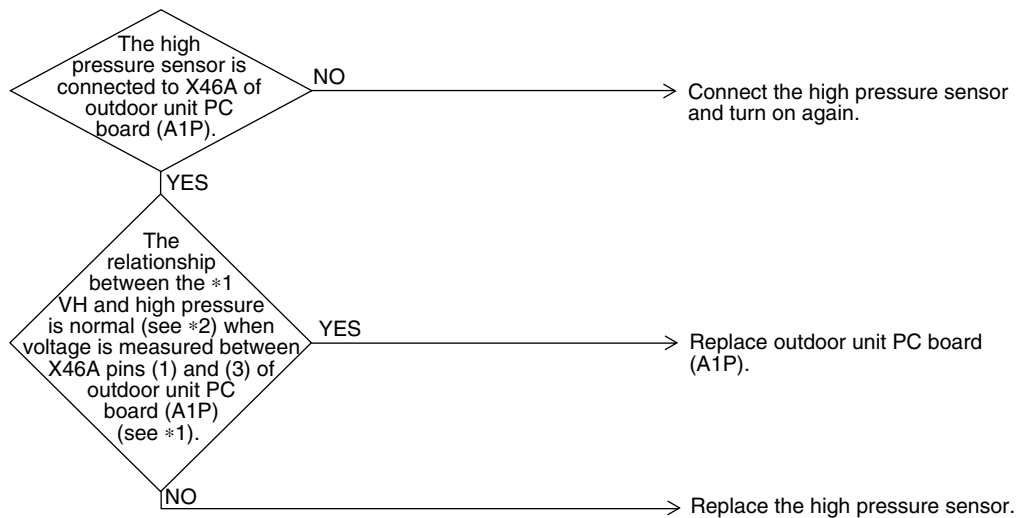 The high
pressure sensor is
connected to X46A of
outdoor unit PC
board (A1P).
NO
Connect the high pressure sensor
and turn on again.
YES
The
relationship
between the *1
VH and high pressure
is normal (see *2) when
voltage is measured between
X46A pins (1) and (3) of
outdoor unit PC
board (A1P)
(see *1).
YES
Replace outdoor unit PC board
(A1P).
NO
Replace the high pressure sensor.